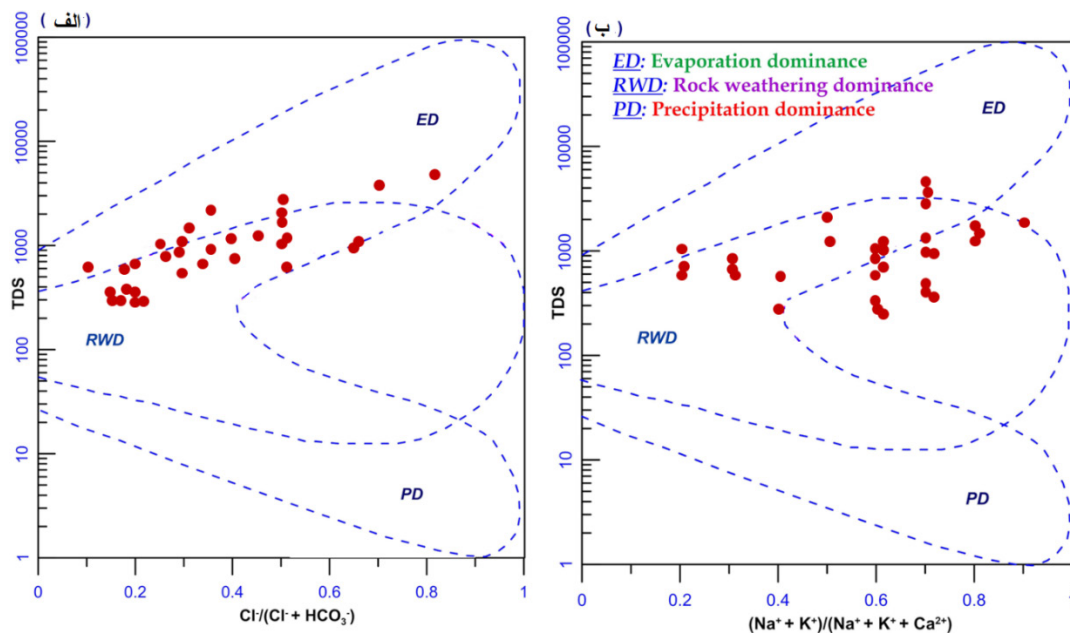 (الف)
100000
10000
1000
100
10
1
TDS
ED
RWD
PD
0 0.2 0.4 0.6 0.8 1
Cl⁻/(Cl⁻ + HCO₃⁻)
(ب)
ED: Evaporation dominance
RWD: Rock weathering dominance
PD: Precipitation dominance
100000
10000
1000
100
10
1
TDS
ED
RWD
PD
0 0.2 0.4 0.6 0.8 1
(Na⁺ + K⁺)/(Na⁺ + K⁺ + Ca²⁺)